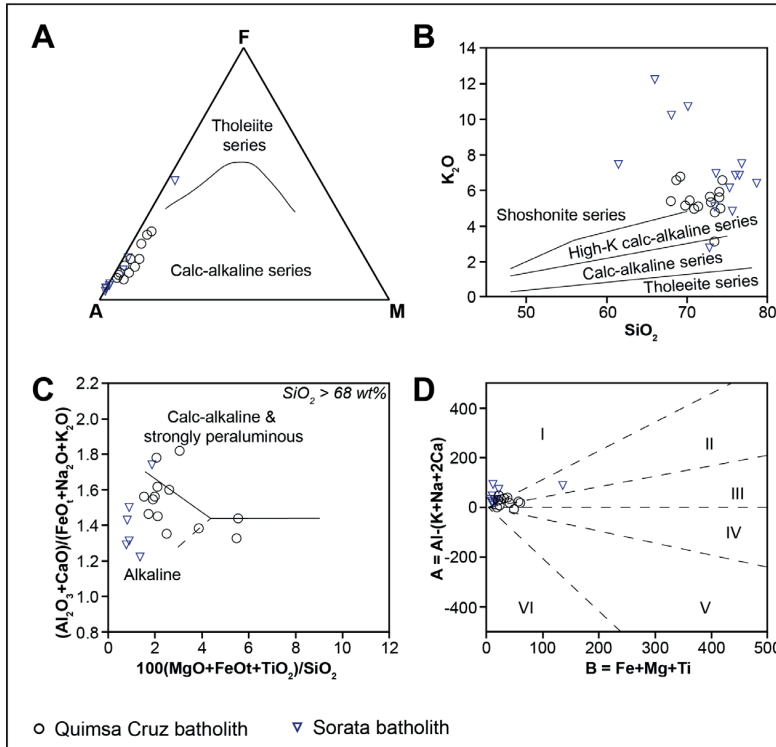 A
F
Tholeiite
series
Calc-alkaline series
A
M
B
14
12
10
8
6
4
2
0
K₂O
Shoshonite series
High-K calc-alkaline series
Calc-alkaline series
Tholeeite series
50
60
70
80
SiO₂
C
2.2
2.0
1.8
1.6
1.4
1.2
1.0
0.8
(Al₂O₃+CaO)/(FeOₜ+Na₂O+K₂O)
SiO₂ > 68 wt%
Calc-alkaline &
strongly peraluminous
Alkaline
0
2
4
6
8
10
12
100(MgO+FeOt+TiO₂)/SiO₂
D
400
200
0
-200
-400
A = Al-(K+Na+2Ca)
I
II
III
IV
V
VI
0
100
200
300
400
500
B = Fe+Mg+Ti
Quimsa Cruz batholith
Sorata batholith